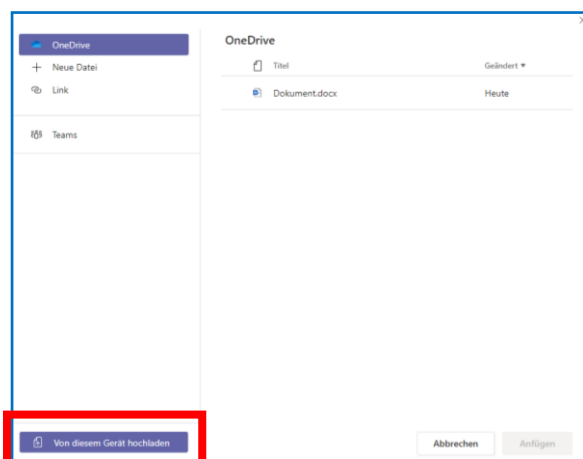 OneDrive
Neue Datei
Link
Teams
Von diesem Gerät hochladen
OneDrive
Titel Geändert
Dokument.docx Heute
Abbrechen Anfügen